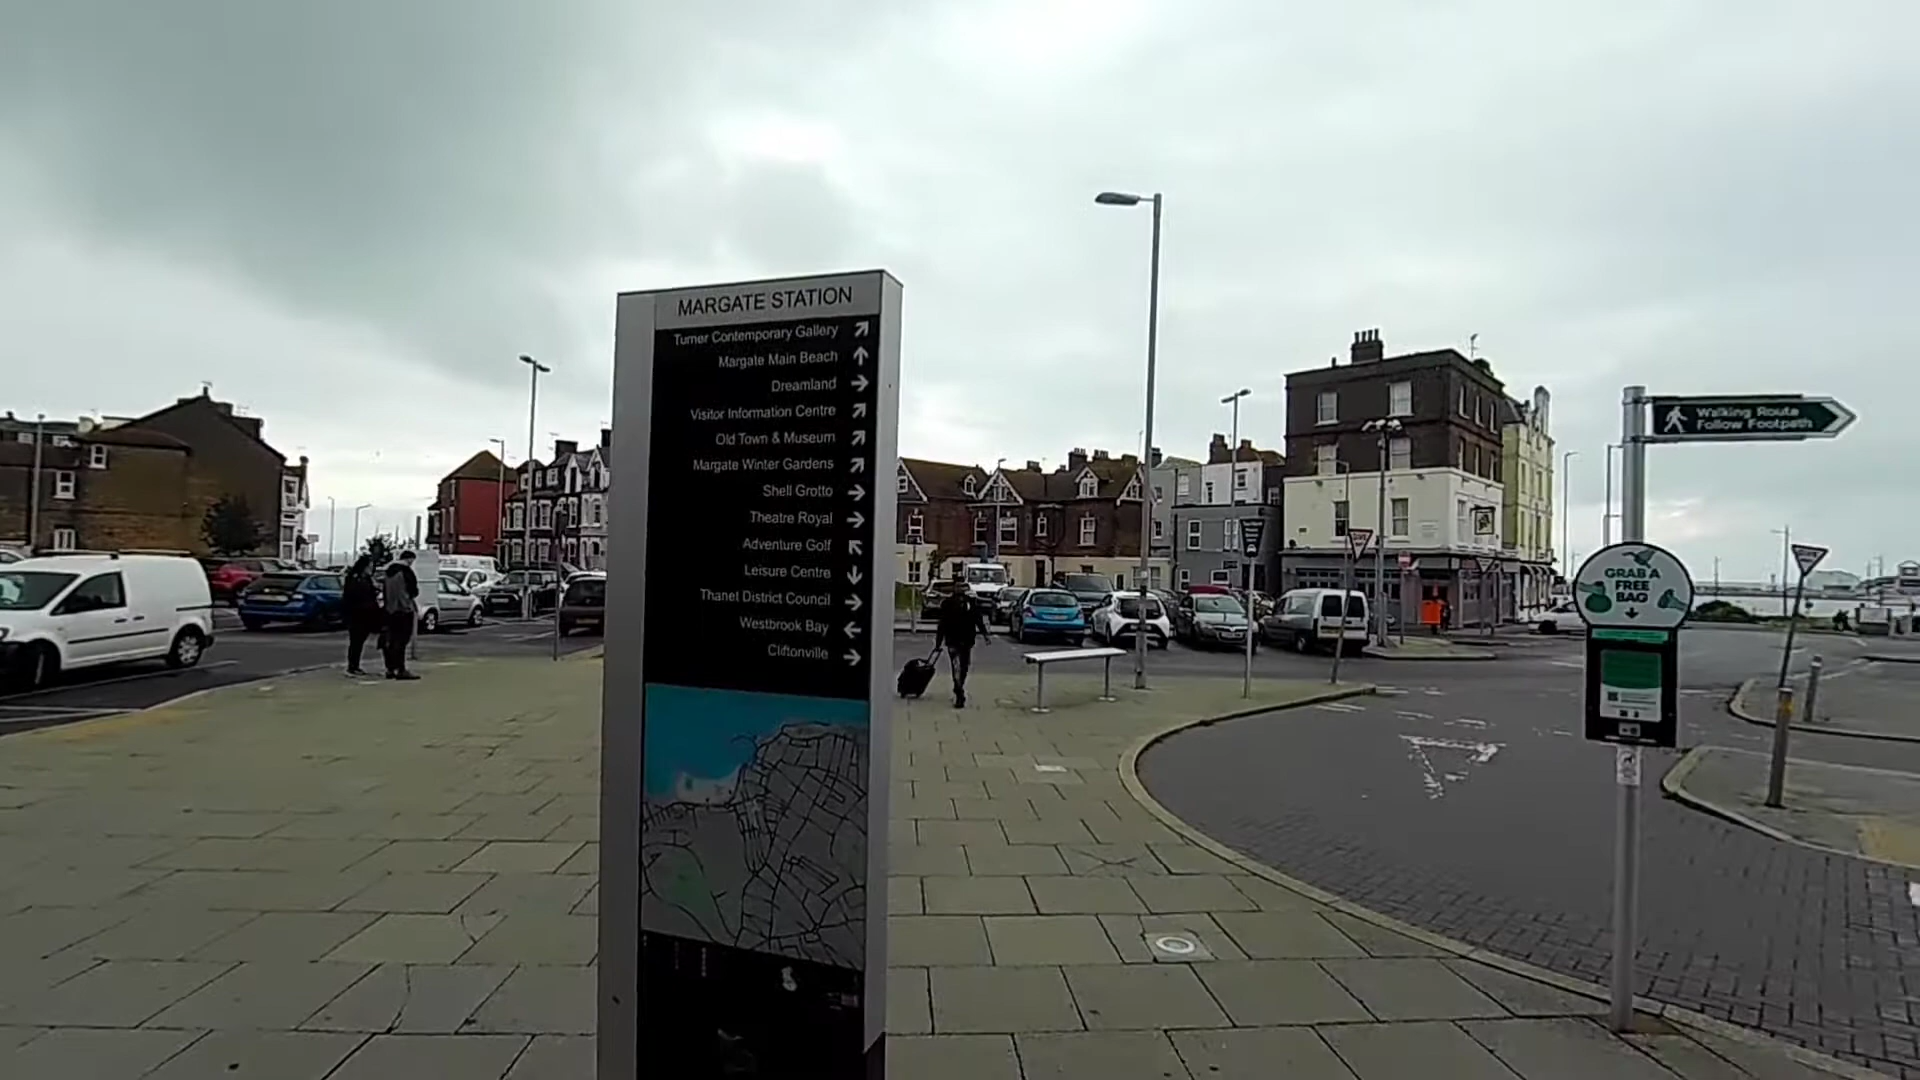 MARGATE STATION
Turner Contemporary Gallery
Margate Main Beach
Dreamland
Visitor Information Centre
Old Town & Museum
Margate Winter Gardens
Shell Grotto
Theatre Royal
Adventure Golf
Leisure Centre
Thanet District Council
Westbrook Bay
Cliftonville
Walking Route
Follow Footpath
GRAB A
FREE
BAG